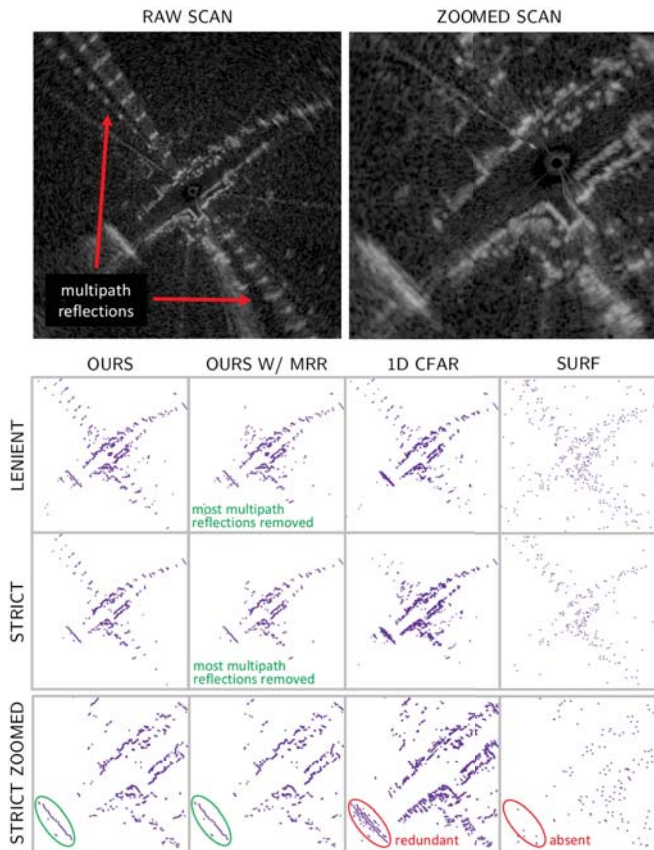 RAW SCAN
ZOOMED SCAN
multipath
reflections
OURS
OURS W/ MRR
1D CFAR
SURF
LENIENT
most multipath
reflections removed
STRICT
most multipath
reflections removed
STRICT ZOOMED
redundant
absent